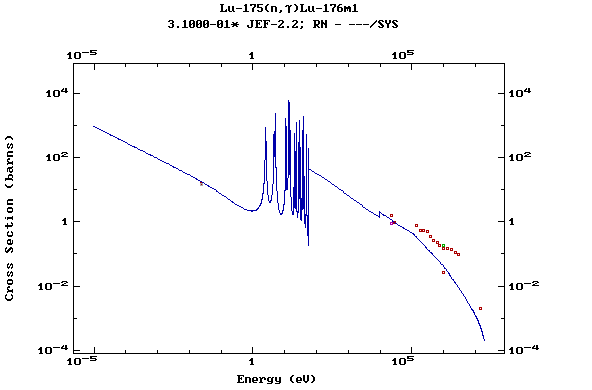 Lu-175(n,γ)Lu-176m1
3.1000-01* JEF-2.2; RN - ---/SYS
10⁻⁵ 1 10⁵
10⁴ 10⁴
10² 10²
1 1
10⁻² 10⁻²
10⁻⁴ 10⁻⁴
10⁻⁵ 1 10⁵
Cross Section (barns)
Energy (eV)